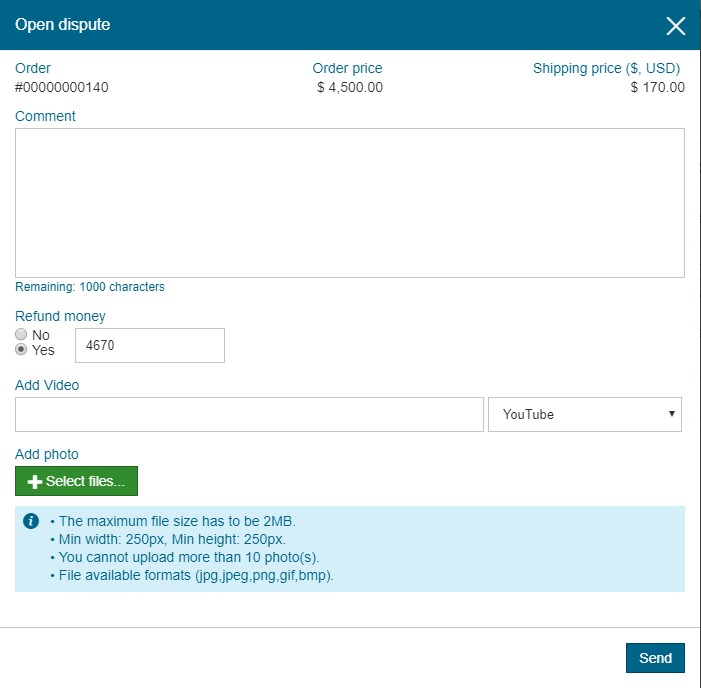 Open dispute
Order Order price Shipping price ($, USD)
#00000000140 $ 4,500.00 $ 170.00
Comment
Remaining: 1000 characters
Refund money
No
Yes 4670
Add Video
YouTube
Add photo
Select files...
• The maximum file size has to be 2MB.
• Min width: 250px, Min height: 250px.
• You cannot upload more than 10 photo(s).
• File available formats (jpg,jpeg,png,gif,bmp).
Send